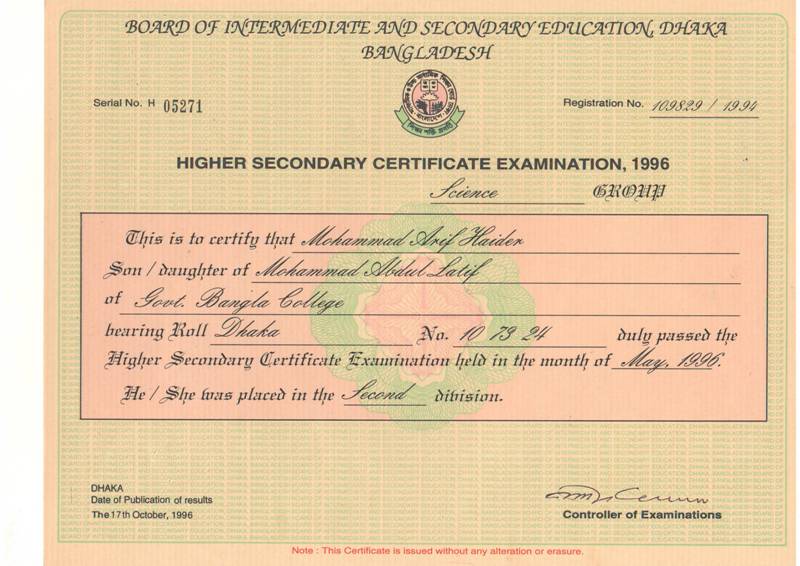 BOARD OF INTERMEDIATE AND SECONDARY EDUCATION, DHAKA
BANGLADESH
Serial No. H 05271
Registration No. 109829 / 1994
HIGHER SECONDARY CERTIFICATE EXAMINATION, 1996
Science GROUP
This is to certify that Mohammad Arif Haider
Son / daughter of Mohammad Abdul Latif
of Govt. Bangla College
bearing Roll Dhaka No. 10 73 24 duly passed the
Higher Secondary Certificate Examination held in the month of May, 1996.
He / She was placed in the Second division.
DHAKA
Date of Publication of results
The 17th October, 1996
Controller of Examinations
Note : This Certificate is issued without any alteration or erasure.